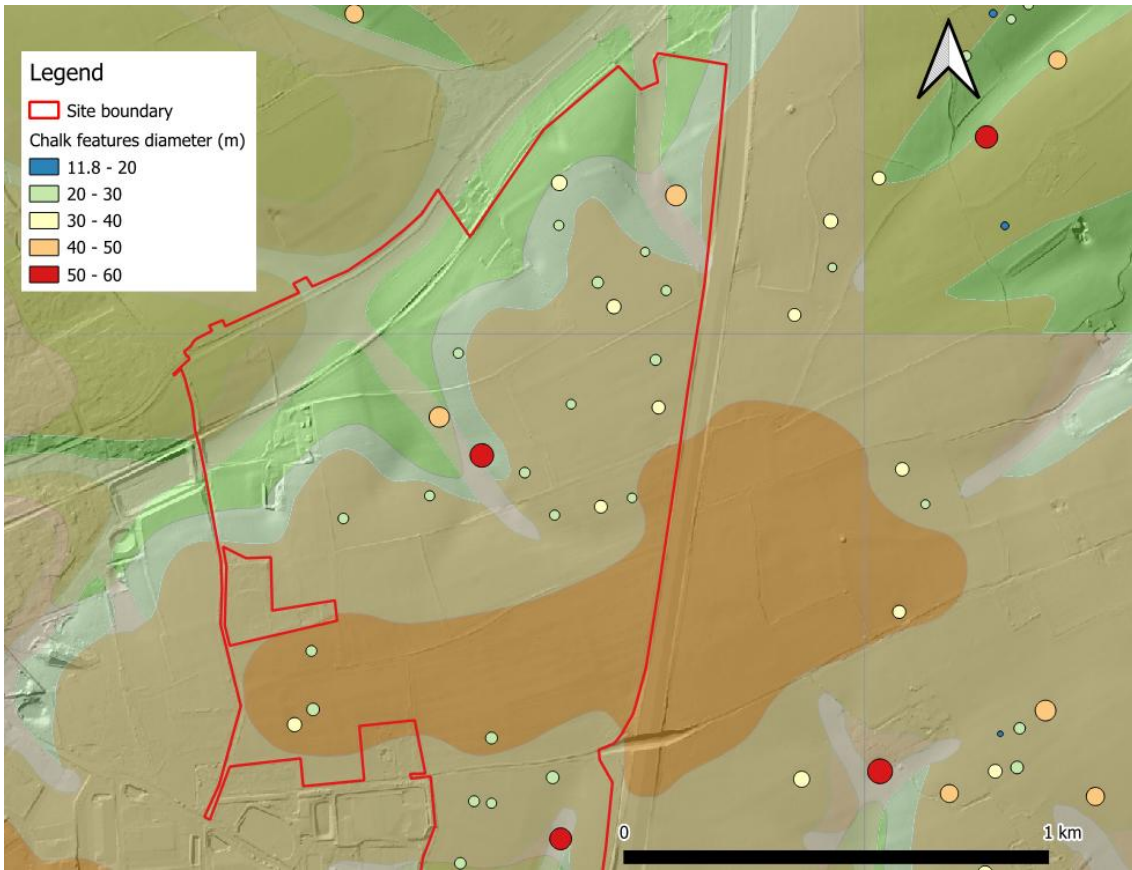 Legend
Site boundary
Chalk features diameter (m)
11.8 - 20
20 - 30
30 - 40
40 - 50
50 - 60
0 1 km